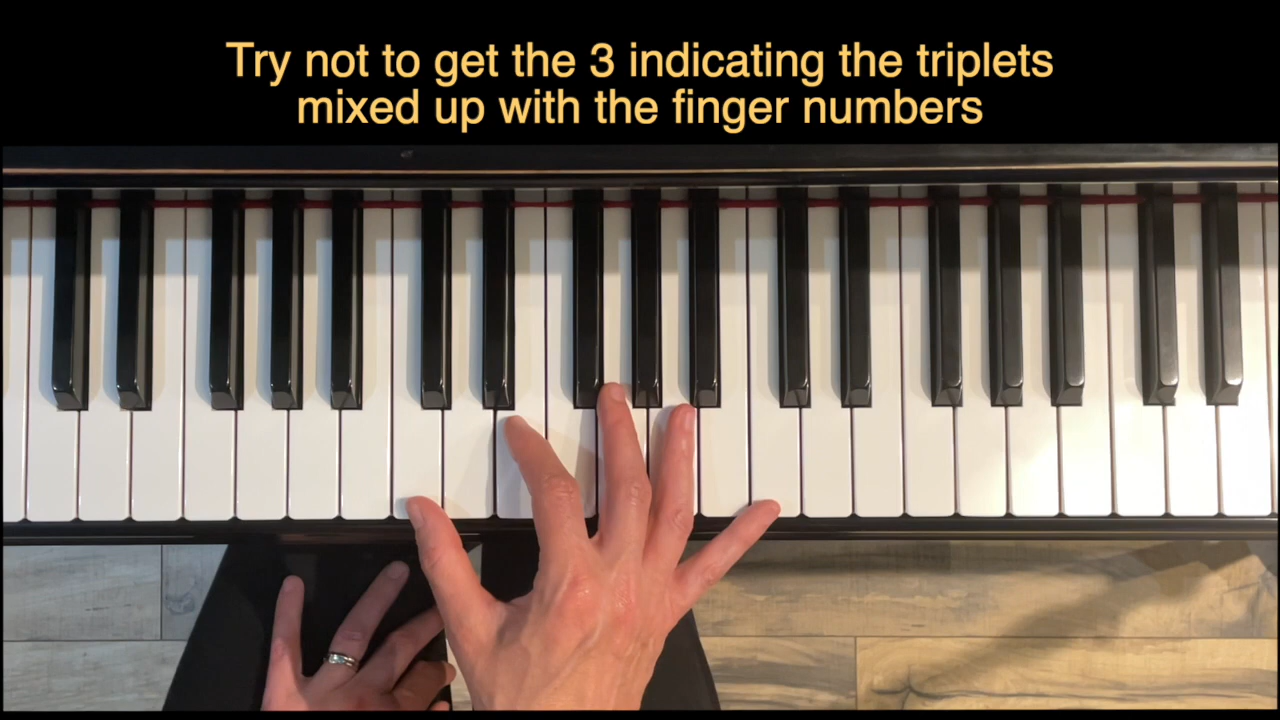 Try not to get the 3 indicating the triplets
mixed up with the finger numbers